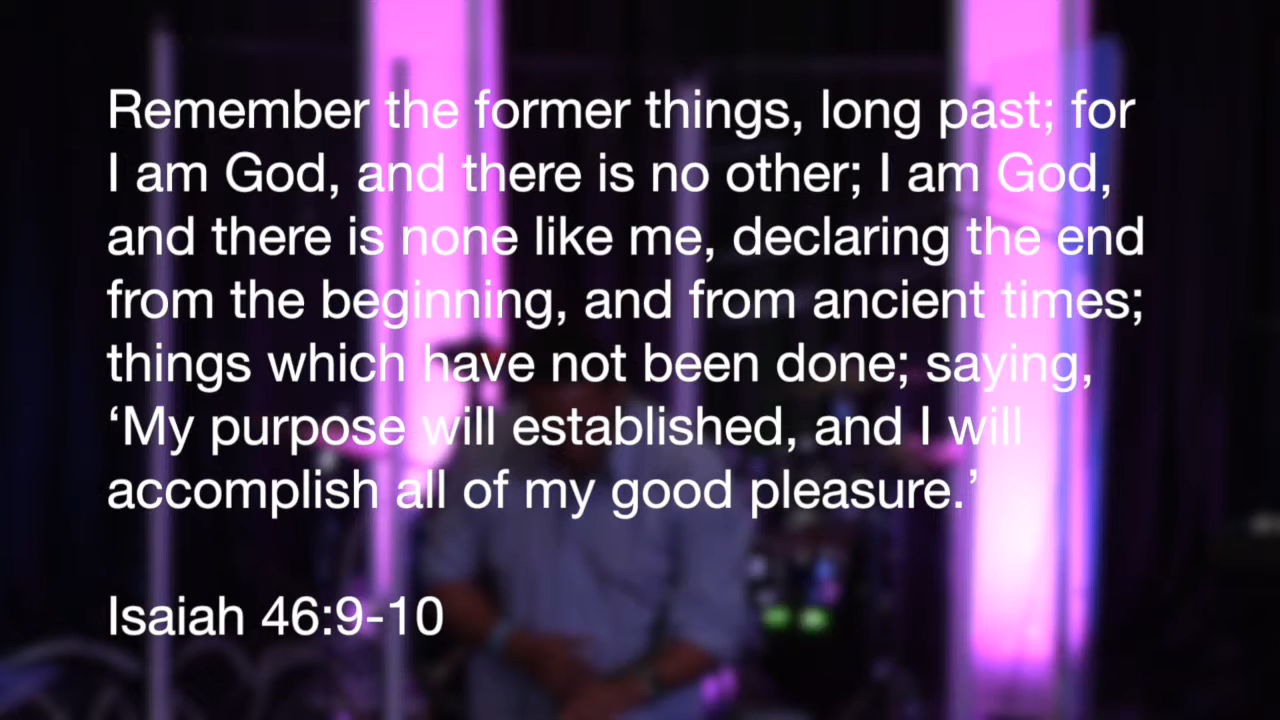 Remember the former things, long past; for
I am God, and there is no other; I am God,
and there is none like me, declaring the end
from the beginning, and from ancient times;
things which have not been done; saying,
‘My purpose will established, and I will
accomplish all of my good pleasure.’
Isaiah 46:9-10